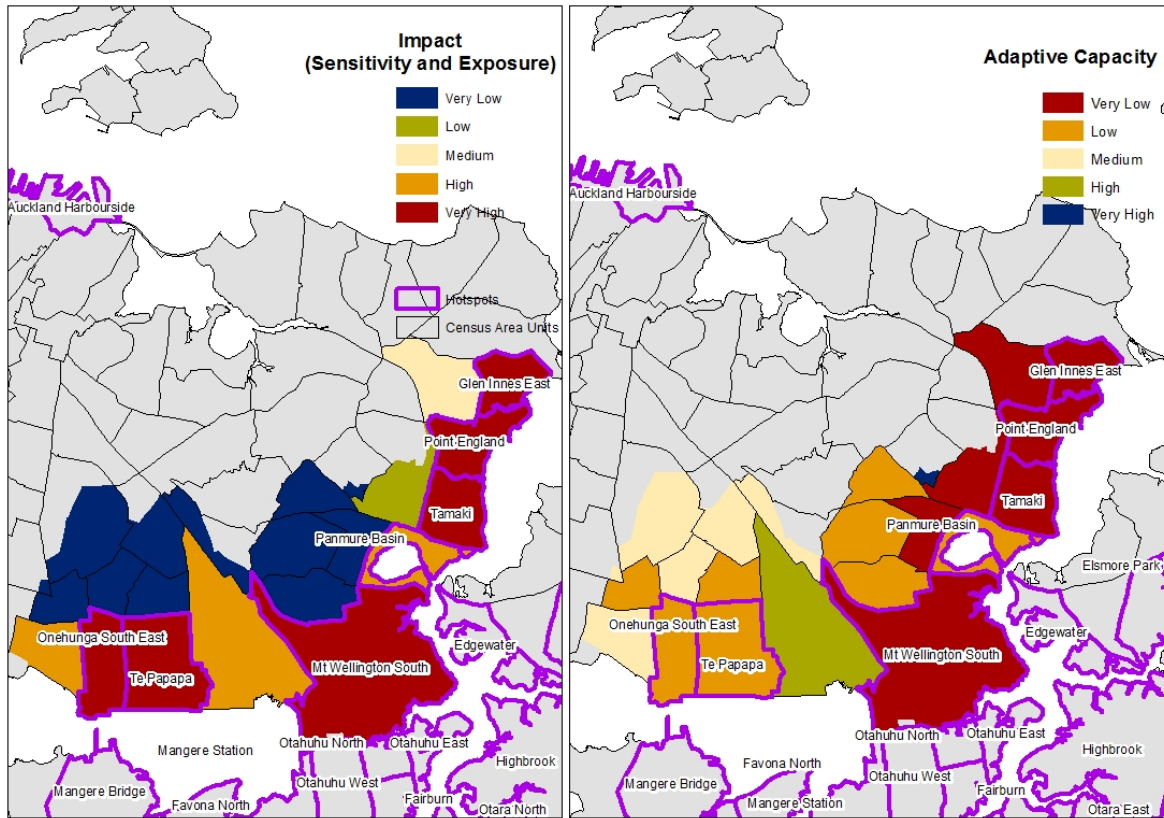 Impact
(Sensitivity and Exposure)
Very Low
Low
Medium
High
Very High
Auckland Harbourside
Hotspots
Census Area Units
Glen Innes East
Point England
Tamaki
Panmure Basin
Onehunga South East
Te Papapa
Mt Wellington South
Edgewater
Mangere Station
Otahuhu North
Otahuhu East
Highbrook
Otahuhu West
Mangere Bridge
Favona North
Fairburn
Otara North
Adaptive Capacity
Very Low
Low
Medium
High
Very High
Auckland Harbourside
Glen Innes East
Point England
Tamaki
Panmure Basin
Elsmore Park
Onehunga South East
Edgewater
Te Papapa
Mt Wellington South
Otahuhu North
Otahuhu East
Highbrook
Favona North
Otahuhu West
Mangere Bridge
Mangere Station
Fairburn
Otara East